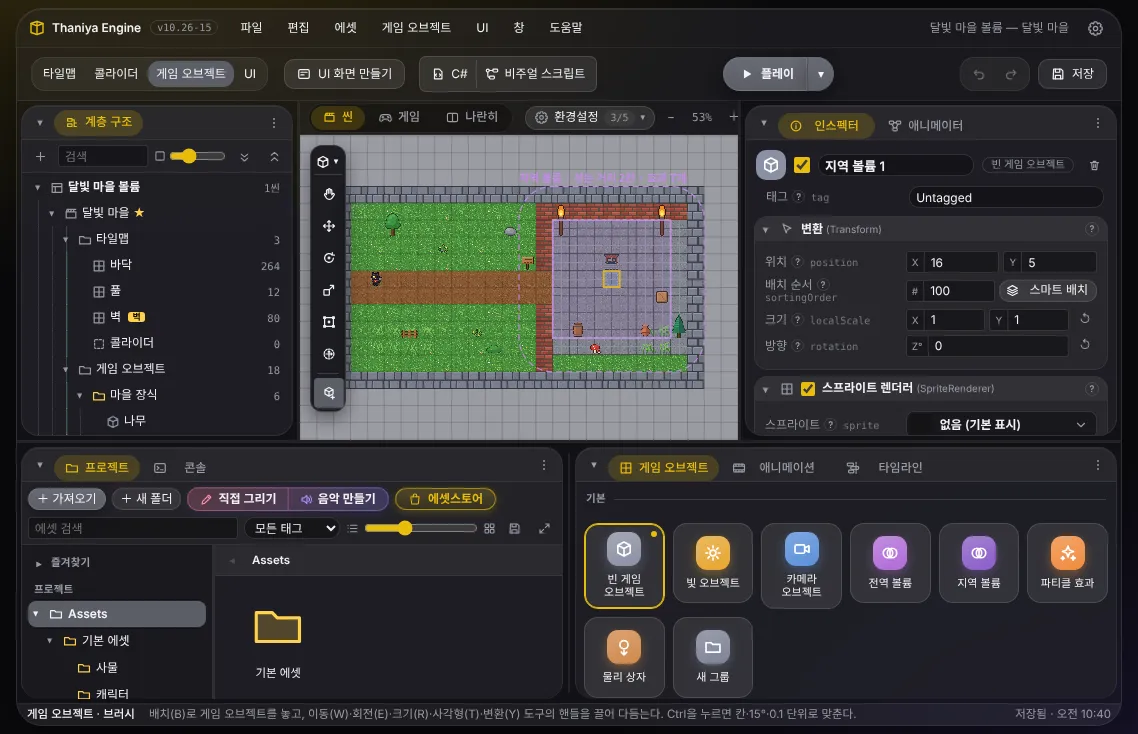 Thaniya Engine v10.26-15 파일 편집 에셋 게임 오브젝트 UI 창 도움말 달빛 마을 볼륨 — 달빛 마을
타일맵 콜라이더 게임 오브젝트 UI UI 화면 만들기 C# 비주얼 스크립트 플레이 저장
계층 구조
검색
달빛 마을 볼륨 1씬
달빛 마을
타일맵 3
바닥 264
풀 12
벽 벽 80
콜라이더 0
게임 오브젝트 18
마을 장식 6
나무
씬 게임 나란히 환경설정 3/5 53%
인스펙터 애니메이터
지역 볼륨 1 빈 게임 오브젝트
태그 ? tag Untagged
변환 (Transform) ?
위치 ? position X 16 Y 5
배치 순서 ? sortingOrder # 100 스마트 배치
크기 ? localScale X 1 Y 1
방향 ? rotation Z° 0
스프라이트 렌더러 (SpriteRenderer) ?
스프라이트 ? sprite 없음 (기본 표시)
프로젝트 콘솔
가져오기 새 폴더 직접 그리기 음악 만들기 에셋스토어
에셋 검색 모든 태그
즐겨찾기
프로젝트
Assets
기본 에셋
사물
캐릭터
Assets
기본 에셋
게임 오브젝트 애니메이션 타임라인
기본
빈 게임 오브젝트
빛 오브젝트
카메라 오브젝트
전역 볼륨
지역 볼륨
파티클 효과
물리 상자
새 그룹
게임 오브젝트 · 브러시 배치(B)로 게임 오브젝트를 놓고, 이동(W)·회전(E)·크기(R)·사각형(T)·변환(Y) 도구의 핸들을 끌어 다듬는다. Ctrl을 누르면 칸·15°·0.1 단위로 맞춘다. 저장됨 · 오전 10:40